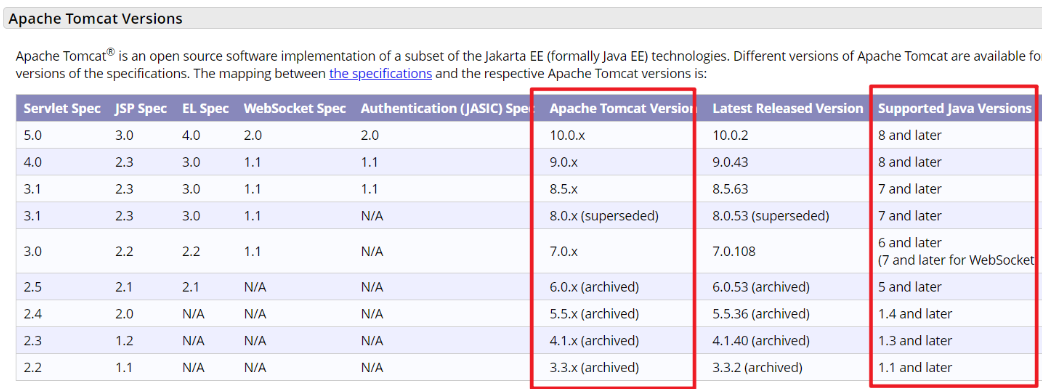 Apache Tomcat Versions
Apache Tomcat® is an open source software implementation of a subset of the Jakarta EE (formally Java EE) technologies. Different versions of Apache Tomcat are available fo
versions of the specifications. The mapping between the specifications and the respective Apache Tomcat versions is:
Servlet Spec JSP Spec EL Spec WebSocket Spec Authentication (JASIC) Spec Apache Tomcat Version Latest Released Version Supported Java Versions
5.0 3.0 4.0 2.0 2.0 10.0.x 10.0.2 8 and later
4.0 2.3 3.0 1.1 1.1 9.0.x 9.0.43 8 and later
3.1 2.3 3.0 1.1 1.1 8.5.x 8.5.63 7 and later
3.1 2.3 3.0 1.1 N/A 8.0.x (superseded) 8.0.53 (superseded) 7 and later
3.0 2.2 2.2 1.1 N/A 7.0.x 7.0.108 6 and later
(7 and later for WebSocket
2.5 2.1 2.1 N/A N/A 6.0.x (archived) 6.0.53 (archived) 5 and later
2.4 2.0 N/A N/A N/A 5.5.x (archived) 5.5.36 (archived) 1.4 and later
2.3 1.2 N/A N/A N/A 4.1.x (archived) 4.1.40 (archived) 1.3 and later
2.2 1.1 N/A N/A N/A 3.3.x (archived) 3.3.2 (archived) 1.1 and later